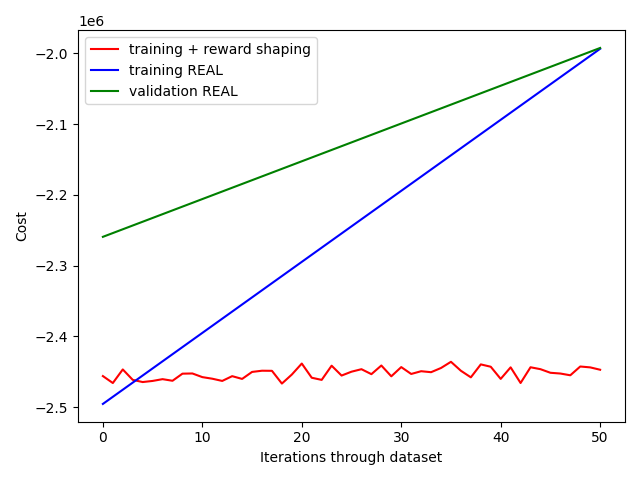 1e6
training + reward shaping
training REAL
validation REAL
−2.0
−2.1
−2.2
−2.3
−2.4
−2.5
Cost
0 10 20 30 40 50
Iterations through dataset